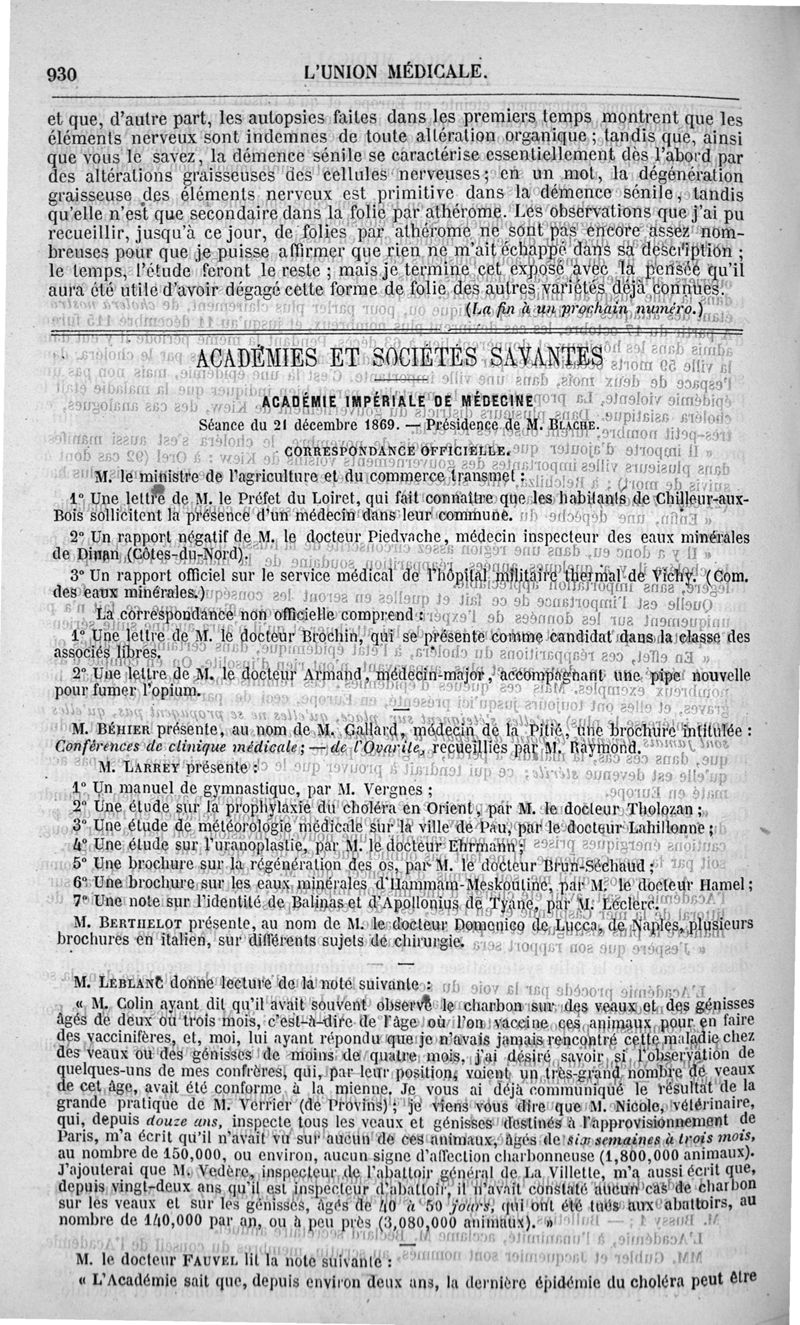 930
L'UNION MÉDICALE.
et que, d'autre part, les autopsies faites dans les premiers temps montrent que les
éléments nerveux sont indemnes de toute altération organique; tandis que, ainsi
que vous le savez, la démence sénile se caractérise essentiellement dès l'abord par
des altérations graisseuses des cellules nerveuses; en un mot, la dégénération
graisseuse des éléments nerveux est primitive dans la démence sénile, tandis
qu'elle n'est que secondaire dans la folie par athérome. Les observations que j'ai pu
recueillir, jusqu'à ce jour, de folies par athérome ne sont pas encore assez nom-
breuses pour que je puisse affirmer que rien ne m'ait échappé dans sa description;
le temps, l'étude feront le reste; mais je termine cet exposé avec la pensée qu'il
aura été utile d'avoir dégagé cette forme de folie des autres variétés déjà connues.
(La fin à un prochain numéro.)
ACADÉMIES ET SOCIÉTÉS SAVANTES
ACADÉMIE IMPÉRIALE DE MÉDECINE
Séance du 21 décembre 1869. — Présidence de M. BLACHE.
CORRESPONDANCE OFFICIELLE.
M. le ministre de l'agriculture et du commerce transmet :
1° Une lettre de M. le Préfet du Loiret, qui fait connaître que les habitants de Chilleur-aux-
Bois sollicitent la présence d'un médecin dans leur commune.
2° Un rapport négatif de M. le docteur Piedvache, médecin inspecteur des eaux minérales
de Dinan (Côtes-du-Nord).
3° Un rapport officiel sur le service médical de l'hôpital militaire thermal de Vichy. (Com.
des eaux minérales.)
La correspondance non officielle comprend :
1° Une lettre de M. le docteur Brochin, qui se présente comme candidat dans la classe des
associés libres.
2° Une lettre de M. le docteur Armand, médecin-major, accompagnant une pipe nouvelle
pour fumer l'opium.
M. BÉHIER présente, au nom de M. Gallard, médecin de la Pitié, une brochure intitulée :
Conférences de clinique médicale; — de l'Ovarite, recueillies par M. Raymond.
M. LARREY présente :
1° Un manuel de gymnastique, par M. Vergnes;
2° Une étude sur la prophylaxie du choléra en Orient, par M. le docteur Tholozan;
3° Une étude de météorologie médicale sur la ville de Pau, par le docteur Lahillonne;
4° Une étude sur l'uranoplastie, par M. le docteur Ehrmann;
5° Une brochure sur la régénération des os, par M. le docteur Brun-Séchaud;
6° Une brochure sur les eaux minérales d'Hammam-Meskoutine, par M. le docteur Hamel;
7° Une note sur l'identité de Balinas et d'Apollonius de Tyane, par M. Leclerc.
M. BERTHELOT présente, au nom de M. le docteur Domenico de Lucca, de Naples, plusieurs
brochures en italien, sur différents sujets de chirurgie.
M. LEBLANC donne lecture de la note suivante :
« M. Colin ayant dit qu'il avait souvent observé le charbon sur des veaux et des génisses
âgés de deux ou trois mois, c'est-à-dire de l'âge où l'on vaccine ces animaux pour en faire
des vaccinifères, et, moi, lui ayant répondu que je n'avais jamais rencontré cette maladie chez
des veaux ou des génisses de moins de quatre mois, j'ai désiré savoir si l'observation de
quelques-uns de mes confrères, qui, par leur position, voient un très-grand nombre de veaux
de cet âge, avait été conforme à la mienne. Je vous ai déjà communiqué le résultat de la
grande pratique de M. Verrier (de Provins); je viens vous dire que M. Nicole, vétérinaire,
qui, depuis douze ans, inspecte tous les veaux et génisses destinés à l'approvisionnement de
Paris, m'a écrit qu'il n'avait vu sur aucun de ces animaux, âgés de six semaines à trois mois,
au nombre de 150,000, ou environ, aucun signe d'affection charbonneuse (1,800,000 animaux).
J'ajouterai que M. Vedère, inspecteur de l'abattoir général de La Villette, m'a aussi écrit que,
depuis vingt-deux ans qu'il est inspecteur d'abattoir, il n'avait constaté aucun cas de charbon
sur les veaux et sur les génisses, âgés de 40 à 50 jours, qui ont été tués aux abattoirs, au
nombre de 140,000 par an, ou à peu près (3,080,000 animaux). »
M. le docteur FAUVEL lit la note suivante :
« L'Académie sait que, depuis environ deux ans, la dernière épidémie du choléra peut être